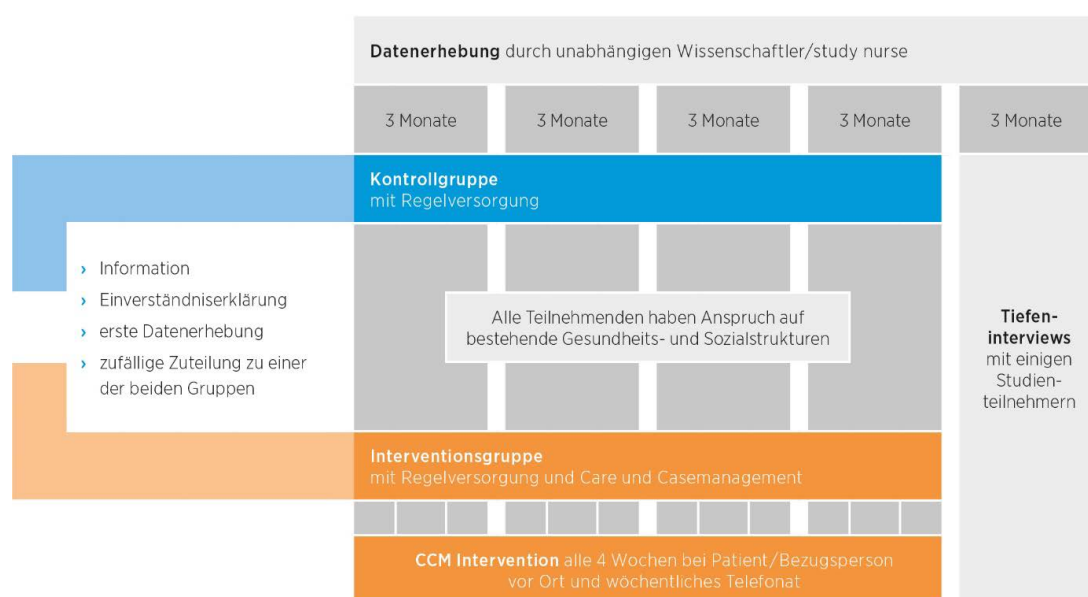 Datenerhebung durch unabhängigen Wissenschaftler/study nurse
3 Monate
3 Monate
3 Monate
3 Monate
3 Monate
Kontrollgruppe
mit Regelversorgung
› Information
› Einverständniserklärung
› erste Datenerhebung
› zufällige Zuteilung zu einer
der beiden Gruppen
Alle Teilnehmenden haben Anspruch auf
bestehende Gesundheits- und Sozialstrukturen
Tiefen-
interviews
mit einigen
Studien-
teilnehmern
Interventionsgruppe
mit Regelversorgung und Care und Casemanagement
CCM Intervention alle 4 Wochen bei Patient/Bezugsperson
vor Ort und wöchentliches Telefonat